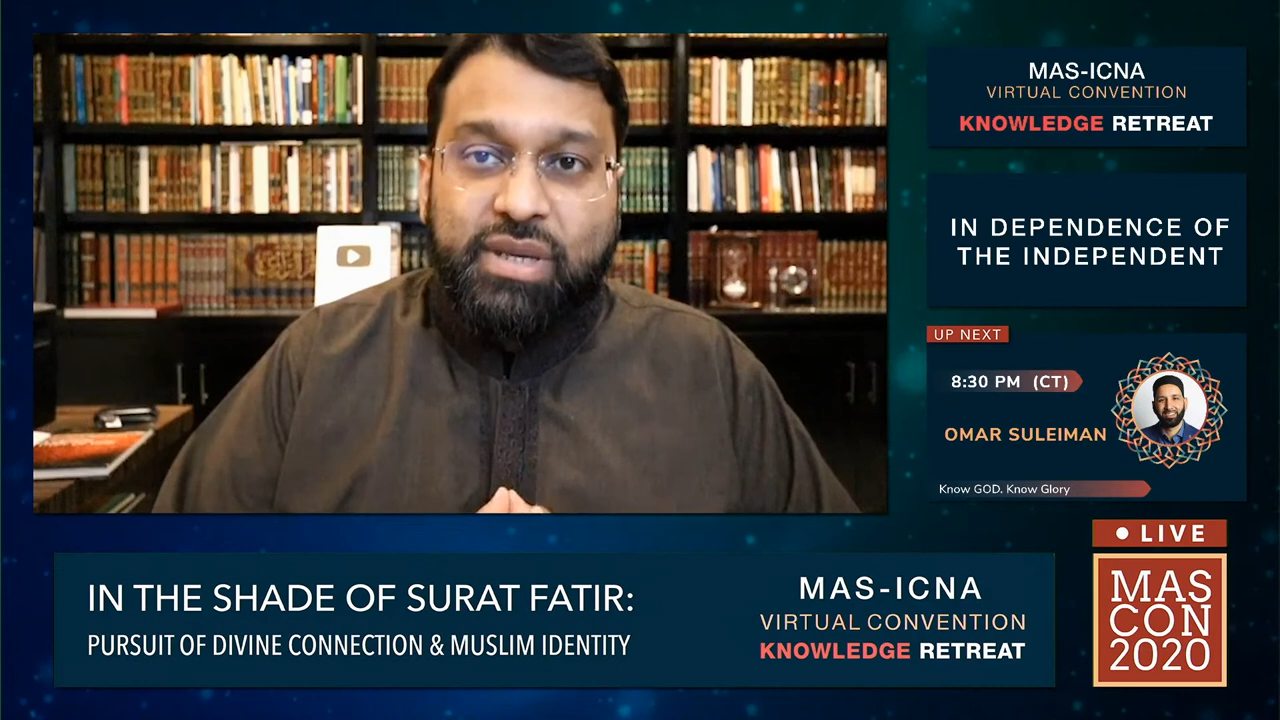 MAS-ICNA
VIRTUAL CONVENTION
KNOWLEDGE RETREAT
IN DEPENDENCE OF
THE INDEPENDENT
UP NEXT
8:30 PM (CT)
OMAR SULEIMAN
Know GOD. Know Glory
IN THE SHADE OF SURAT FATIR:
PURSUIT OF DIVINE CONNECTION & MUSLIM IDENTITY
MAS-ICNA
VIRTUAL CONVENTION
KNOWLEDGE RETREAT
LIVE
MAS
CON
2020